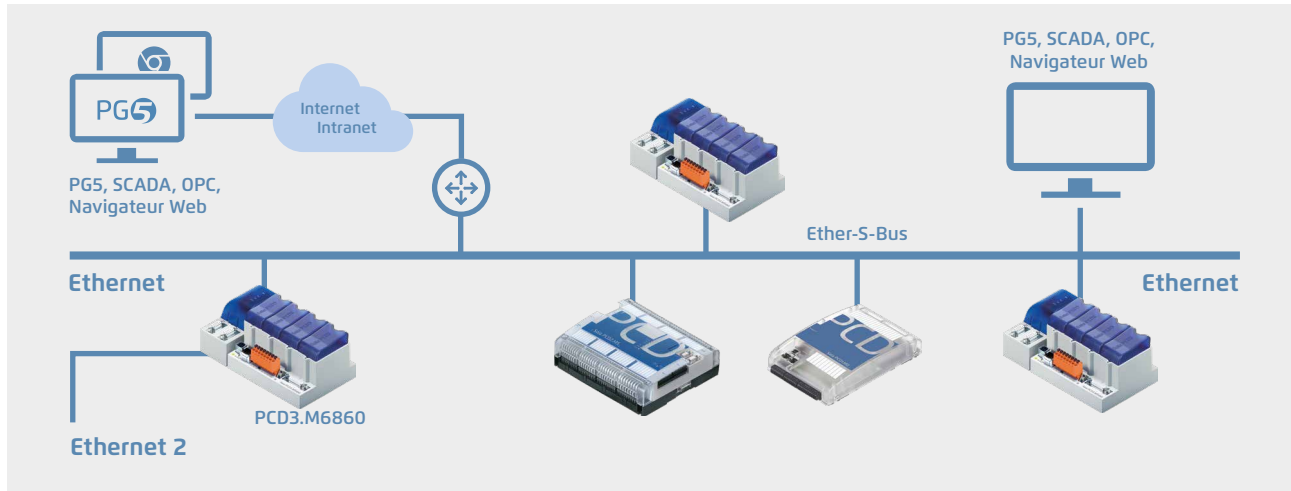 PG5
PG5, SCADA, OPC,
Navigateur Web
Internet
Intranet
PG5, SCADA, OPC,
Navigateur Web
Ether-S-Bus
Ethernet
Ethernet
PCD3.M6860
Ethernet 2
PCD
PCD